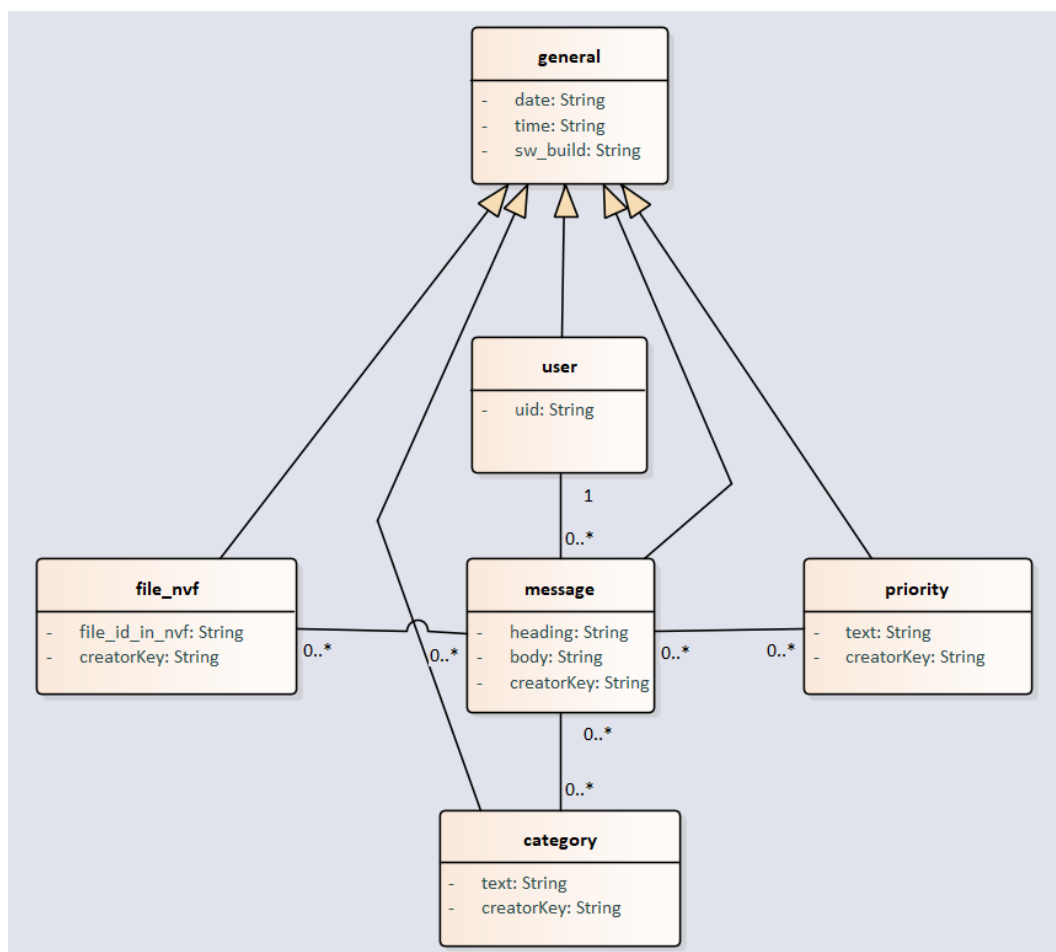 general
- date: String
- time: String
- sw_build: String
user
- uid: String
1
0..*
file_nvf
- file_id_in_nvf: String
- creatorKey: String
0..*
0..*
message
- heading: String
- body: String
- creatorKey: String
0..*
0..*
priority
- text: String
- creatorKey: String
0..*
0..*
category
- text: String
- creatorKey: String